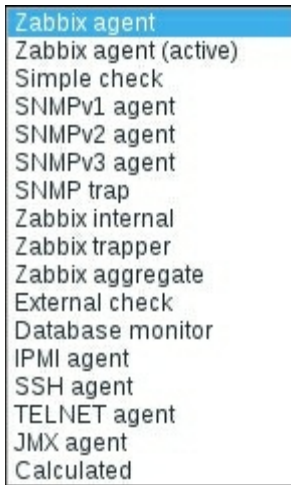 Zabbix agent
Zabbix agent (active)
Simple check
SNMPv1 agent
SNMPv2 agent
SNMPv3 agent
SNMP trap
Zabbix internal
Zabbix trapper
Zabbix aggregate
External check
Database monitor
IPMI agent
SSH agent
TELNET agent
JMX agent
Calculated